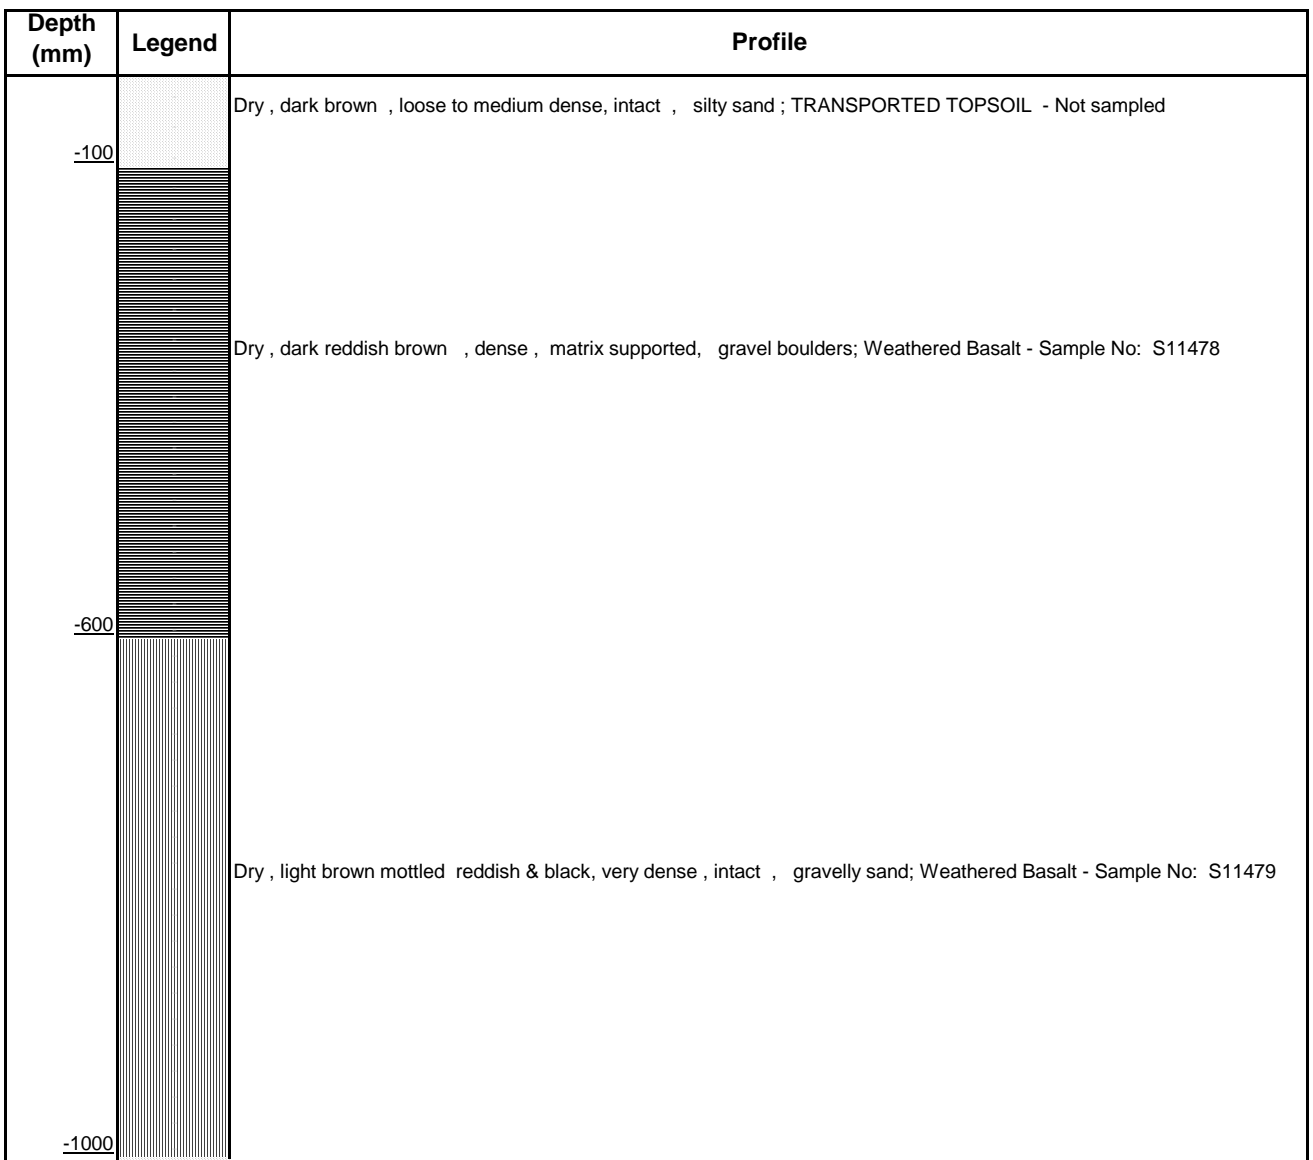 Depth
(mm)
Legend
Profile
Dry , dark brown , loose to medium dense, intact , silty sand ; TRANSPORTED TOPSOIL - Not sampled
-100
Dry , dark reddish brown , dense , matrix supported, gravel boulders; Weathered Basalt - Sample No: S11478
-600
Dry , light brown mottled reddish & black, very dense , intact , gravelly sand; Weathered Basalt - Sample No: S11479
-1000